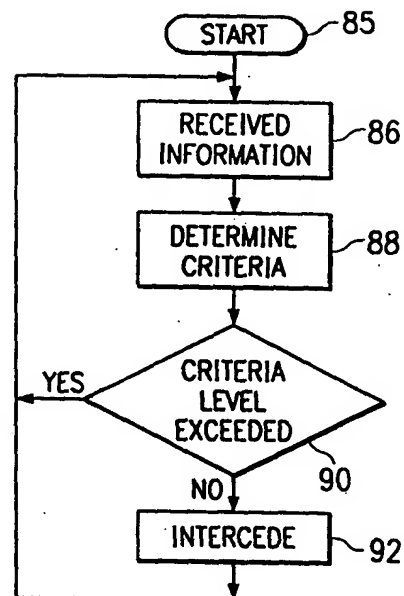 START
85
RECEIVED
INFORMATION
86
DETERMINE
CRITERIA
88
CRITERIA
LEVEL
EXCEEDED
YES
90
NO
INTERCEDE
92